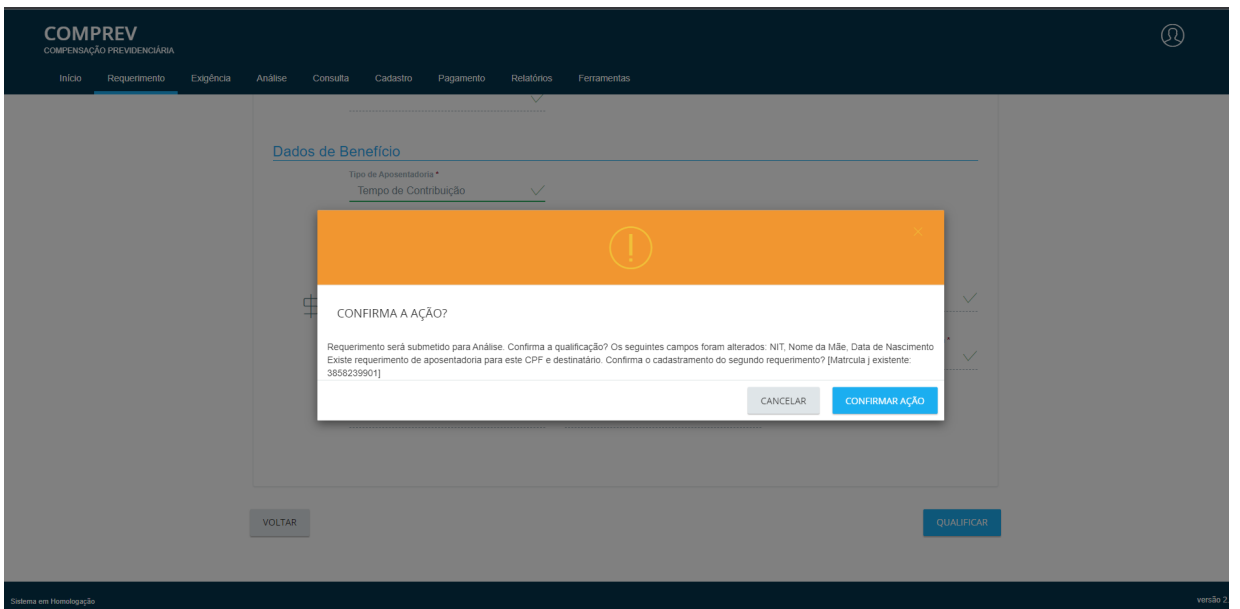 COMPREV
COMPENSAÇÃO PREVIDENCIÁRIA
Início Requerimento Exigência Análise Consulta Cadastro Pagamento Relatórios Ferramentas
Dados de Benefício
Tipo de Aposentadoria *
Tempo de Contribuição
CONFIRMA A AÇÃO?
Requerimento será submetido para Análise. Confirma a qualificação? Os seguintes campos foram alterados: NIT, Nome da Mãe, Data de Nascimento
Existe requerimento de aposentadoria para este CPF e destinatário. Confirma o cadastramento do segundo requerimento? [Matrcula j existente:
3858239901]
CANCELAR CONFIRMAR AÇÃO
VOLTAR QUALIFICAR
Sistema em Homologação versão 2